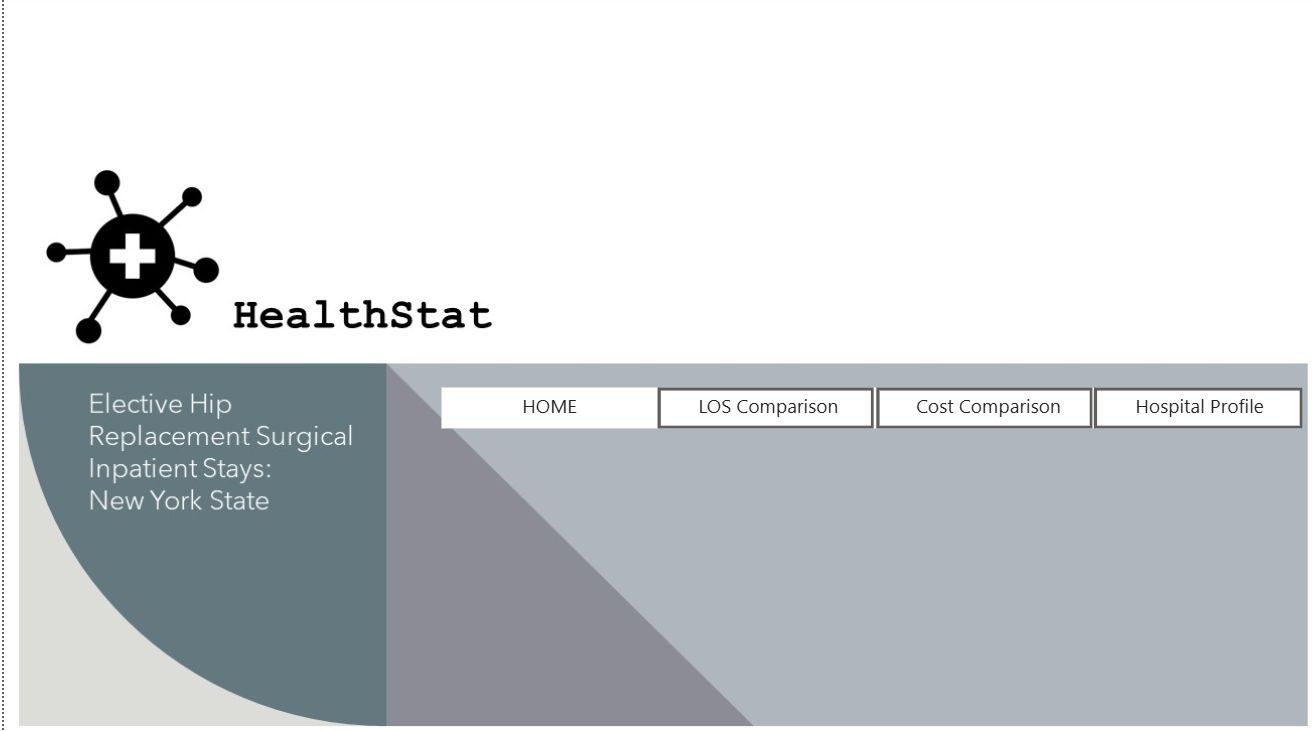 HealthStat
Elective Hip
Replacement Surgical
Inpatient Stays:
New York State
HOME
LOS Comparison
Cost Comparison
Hospital Profile